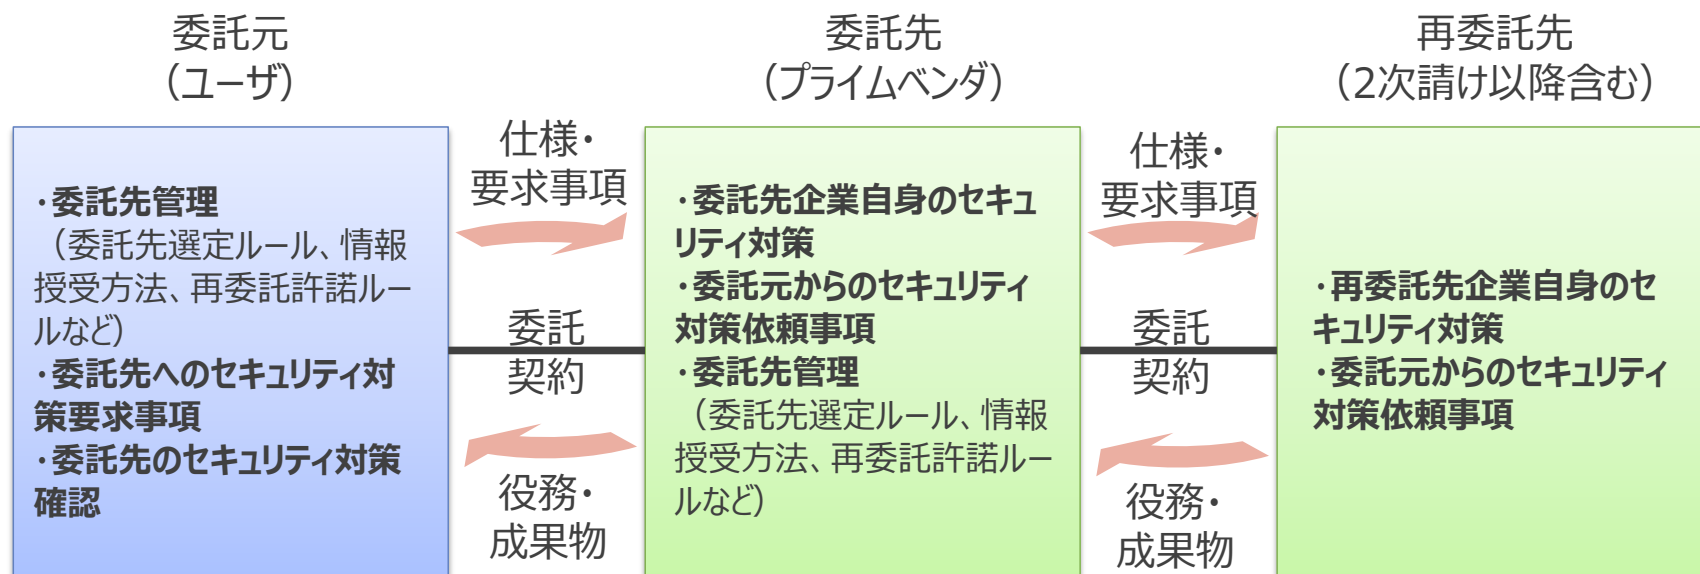 委託元
（ユーザ）
委託先
（プライムベンダ）
再委託先
（2次請け以降含む）
・委託先管理
（委託先選定ルール、情報
授受方法、再委託許諾ルー
ルなど）
・委託先へのセキュリティ対
策要求事項
・委託先のセキュリティ対策
確認
仕様・
要求事項
委託
契約
役務・
成果物
・委託先企業自身のセキュ
リティ対策
・委託元からのセキュリティ
対策依頼事項
・委託先管理
（委託先選定ルール、情報
授受方法、再委託許諾ルー
ルなど）
仕様・
要求事項
委託
契約
役務・
成果物
・再委託先企業自身のセ
キュリティ対策
・委託元からのセキュリティ
対策依頼事項